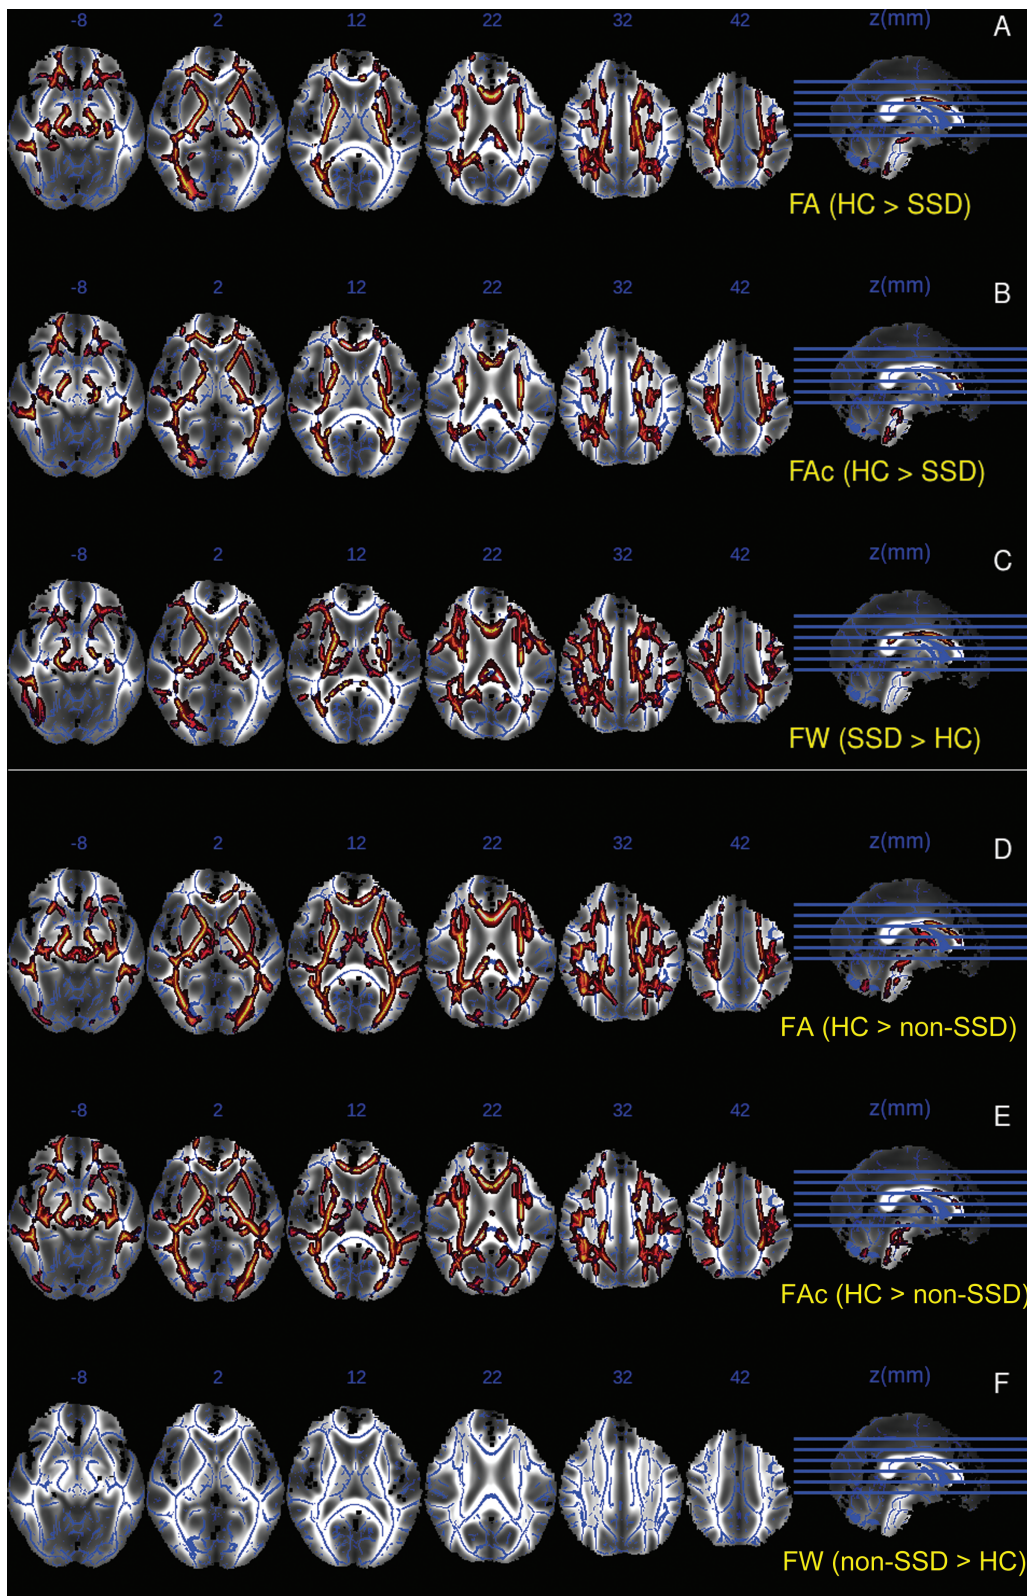 -8 2 12 22 32 42 z(mm) A
FA (HC > SSD)
-8 2 12 22 32 42 z(mm) B
FAc (HC > SSD)
-8 2 12 22 32 42 z(mm) C
FW (SSD > HC)
-8 2 12 22 32 42 z(mm) D
FA (HC > non-SSD)
-8 2 12 22 32 42 z(mm) E
FAc (HC > non-SSD)
-8 2 12 22 32 42 z(mm) F
FW (non-SSD > HC)